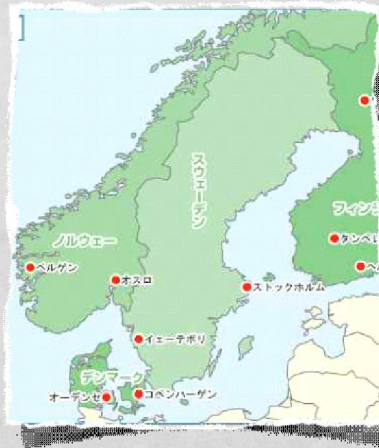 スウェーデン
フィン
ノルウェー
タンペレ
ベルゲン
オスロ
ストックホルム
イェーテボリ
デンマーク
オーデンセ
コペンハーゲン